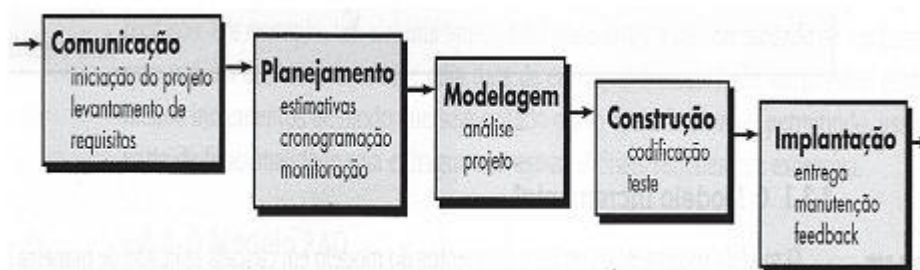 Comunicação
iniciação do projeto
levantamento de
requisitos
Planejamento
estimativas
cronogramação
monitoração
Modelagem
análise
projeto
Construção
codificação
teste
Implantação
entrega
manutenção
feedback